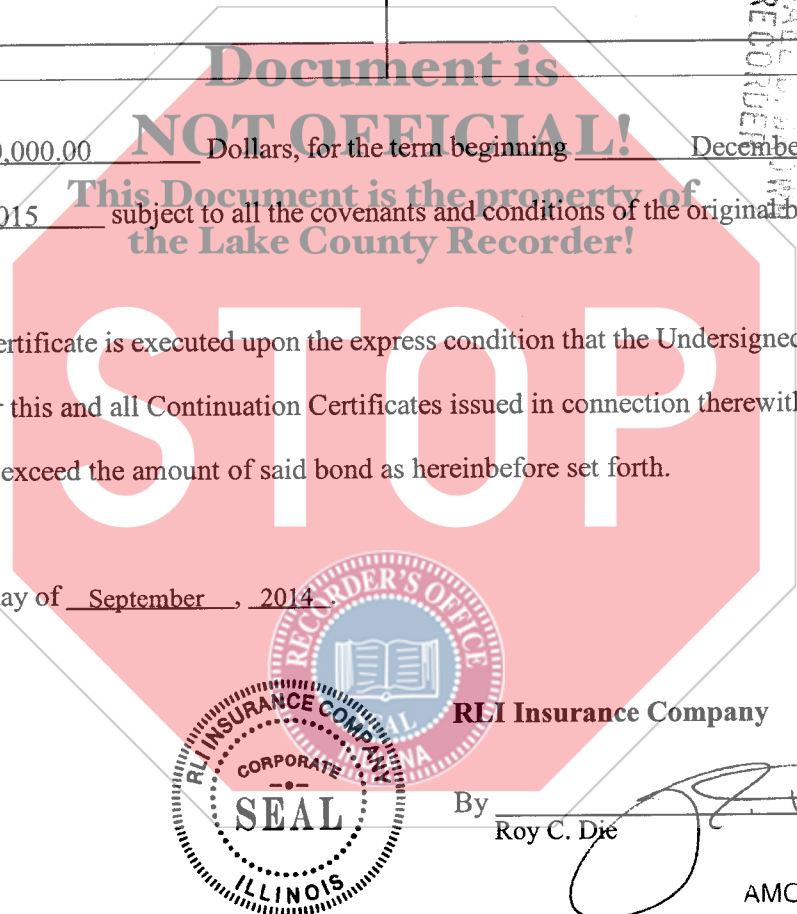 RECORDER
Document is
NOT OFFICIAL!
0,000.00 Dollars, for the term beginning Decembe
This Document is the property of
015 subject to all the covenants and conditions of the original b
the Lake County Recorder!
STOP
ertificate is executed upon the express condition that the Undersigned
r this and all Continuation Certificates issued in connection therewith
exceed the amount of said bond as hereinbefore set forth.
ay of September , 2014 .
RECORDER'S OFFICE
SEAL
INDIANA
RLI INSURANCE COMPANY
CORPORATE
SEAL
ILLINOIS
RLI Insurance Company
By
Roy C. Die
AMC